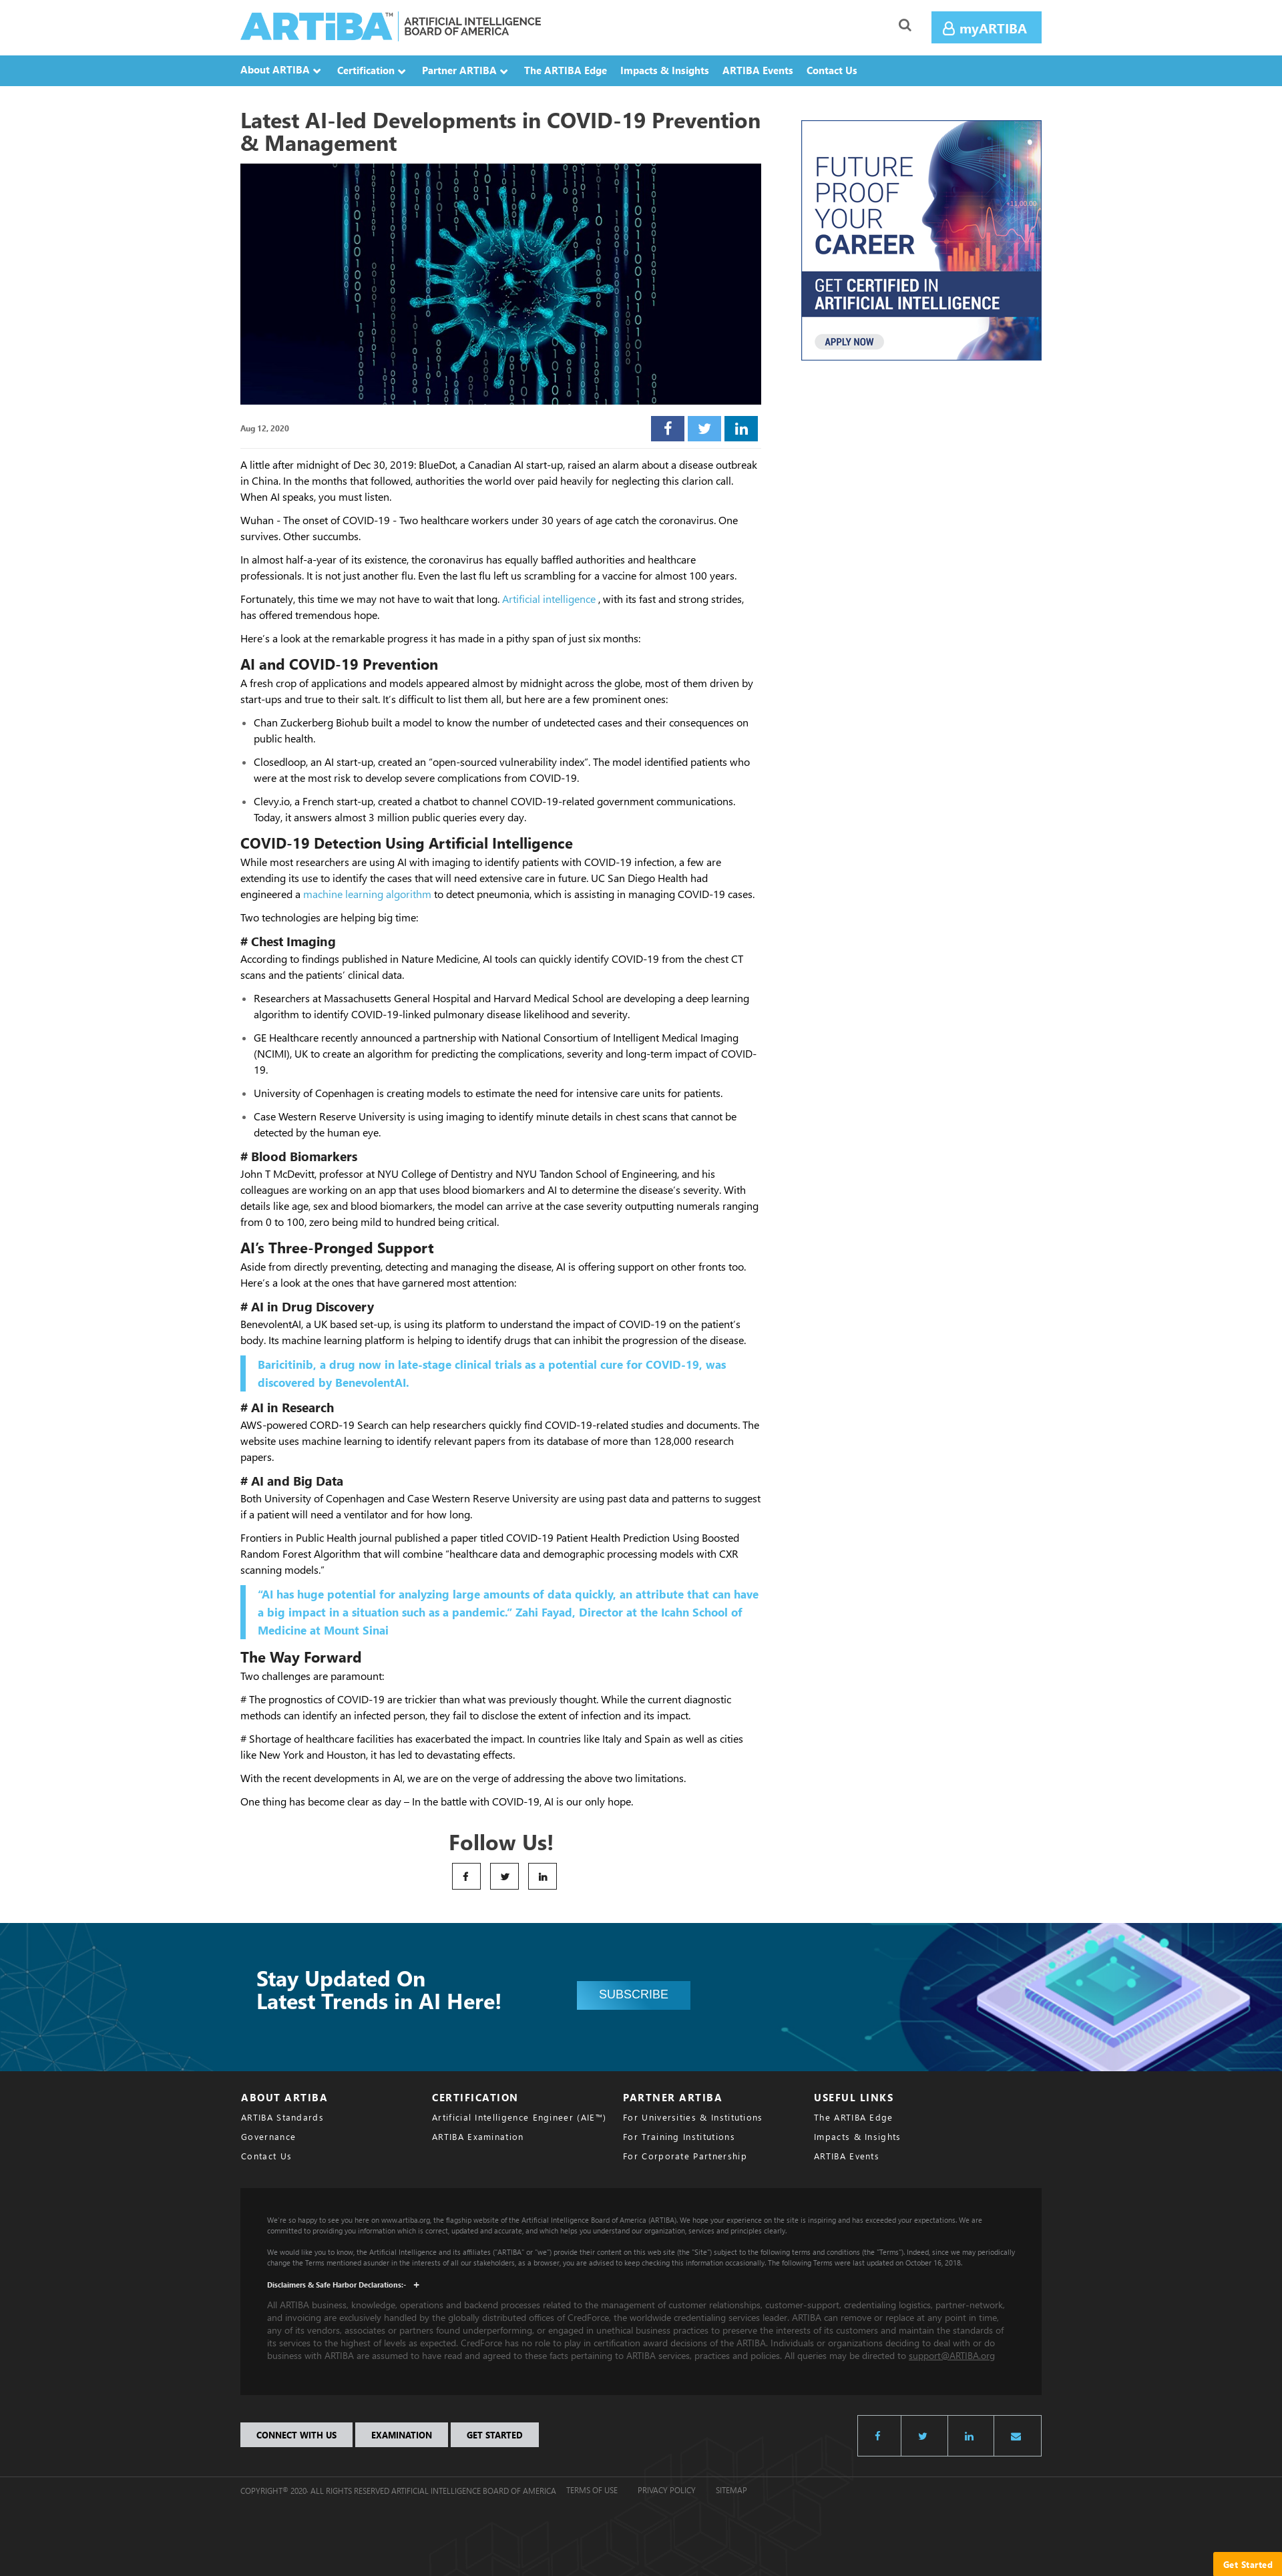 ARTiBA™ ARTIFICIAL INTELLIGENCE
BOARD OF AMERICA
myARTIBA
About ARTIBA Certification Partner ARTIBA The ARTIBA Edge Impacts & Insights ARTIBA Events Contact Us
Latest AI-led Developments in COVID-19 Prevention
& Management
FUTURE
PROOF
YOUR
CAREER
GET CERTIFIED IN
ARTIFICIAL INTELLIGENCE
APPLY NOW
Aug 12, 2020
A little after midnight of Dec 30, 2019: BlueDot, a Canadian AI start-up, raised an alarm about a disease outbreak
in China. In the months that followed, authorities the world over paid heavily for neglecting this clarion call.
When AI speaks, you must listen.
Wuhan - The onset of COVID-19 - Two healthcare workers under 30 years of age catch the coronavirus. One
survives. Other succumbs.
In almost half-a-year of its existence, the coronavirus has equally baffled authorities and healthcare
professionals. It is not just another flu. Even the last flu left us scrambling for a vaccine for almost 100 years.
Fortunately, this time we may not have to wait that long. Artificial intelligence , with its fast and strong strides,
has offered tremendous hope.
Here's a look at the remarkable progress it has made in a pithy span of just six months:
AI and COVID-19 Prevention
A fresh crop of applications and models appeared almost by midnight across the globe, most of them driven by
start-ups and true to their salt. It's difficult to list them all, but here are a few prominent ones:
• Chan Zuckerberg Biohub built a model to know the number of undetected cases and their consequences on
public health.
• Closedloop, an AI start-up, created an "open-sourced vulnerability index". The model identified patients who
were at the most risk to develop severe complications from COVID-19.
• Clevy.io, a French start-up, created a chatbot to channel COVID-19-related government communications.
Today, it answers almost 3 million public queries every day.
COVID-19 Detection Using Artificial Intelligence
While most researchers are using AI with imaging to identify patients with COVID-19 infection, a few are
extending its use to identify the cases that will need extensive care in future. UC San Diego Health had
engineered a machine learning algorithm to detect pneumonia, which is assisting in managing COVID-19 cases.
Two technologies are helping big time:
# Chest Imaging
According to findings published in Nature Medicine, AI tools can quickly identify COVID-19 from the chest CT
scans and the patients' clinical data.
• Researchers at Massachusetts General Hospital and Harvard Medical School are developing a deep learning
algorithm to identify COVID-19-linked pulmonary disease likelihood and severity.
• GE Healthcare recently announced a partnership with National Consortium of Intelligent Medical Imaging
(NCIMI), UK to create an algorithm for predicting the complications, severity and long-term impact of COVID-
19.
• University of Copenhagen is creating models to estimate the need for intensive care units for patients.
• Case Western Reserve University is using imaging to identify minute details in chest scans that cannot be
detected by the human eye.
# Blood Biomarkers
John T McDevitt, professor at NYU College of Dentistry and NYU Tandon School of Engineering, and his
colleagues are working on an app that uses blood biomarkers and AI to determine the disease's severity. With
details like age, sex and blood biomarkers, the model can arrive at the case severity outputting numerals ranging
from 0 to 100, zero being mild to hundred being critical.
AI's Three-Pronged Support
Aside from directly preventing, detecting and managing the disease, AI is offering support on other fronts too.
Here's a look at the ones that have garnered most attention:
# AI in Drug Discovery
BenevolentAI, a UK based set-up, is using its platform to understand the impact of COVID-19 on the patient's
body. Its machine learning platform is helping to identify drugs that can inhibit the progression of the disease.
Baricitinib, a drug now in late-stage clinical trials as a potential cure for COVID-19, was
discovered by BenevolentAI.
# AI in Research
AWS-powered CORD-19 Search can help researchers quickly find COVID-19-related studies and documents. The
website uses machine learning to identify relevant papers from its database of more than 128,000 research
papers.
# AI and Big Data
Both University of Copenhagen and Case Western Reserve University are using past data and patterns to suggest
if a patient will need a ventilator and for how long.
Frontiers in Public Health journal published a paper titled COVID-19 Patient Health Prediction Using Boosted
Random Forest Algorithm that will combine "healthcare data and demographic processing models with CXR
scanning models."
"AI has huge potential for analyzing large amounts of data quickly, an attribute that can have
a big impact in a situation such as a pandemic." Zahi Fayad, Director at the Icahn School of
Medicine at Mount Sinai
The Way Forward
Two challenges are paramount:
# The prognostics of COVID-19 are trickier than what was previously thought. While the current diagnostic
methods can identify an infected person, they fail to disclose the extent of infection and its impact.
# Shortage of healthcare facilities has exacerbated the impact. In countries like Italy and Spain as well as cities
like New York and Houston, it has led to devastating effects.
With the recent developments in AI, we are on the verge of addressing the above two limitations.
One thing has become clear as day – In the battle with COVID-19, AI is our only hope.
Follow Us!
Stay Updated On
Latest Trends in AI Here!
SUBSCRIBE
ABOUT ARTIBA
ARTIBA Standards
Governance
Contact Us
CERTIFICATION
Artificial Intelligence Engineer (AIE™)
ARTIBA Examination
PARTNER ARTIBA
For Universities & Institutions
For Training Institutions
For Corporate Partnership
USEFUL LINKS
The ARTIBA Edge
Impacts & Insights
ARTIBA Events
We're so happy to see you here on www.artiba.org, the flagship website of the Artificial Intelligence Board of America (ARTIBA). We hope your experience on the site is inspiring and has exceeded your expectations. We are
committed to providing you information which is correct, updated and accurate, and which helps you understand our organization, services and principles clearly.
We would like you to know, the Artificial Intelligence and its affiliates ("ARTIBA" or "we") provide their content on this web site (the "Site") subject to the following terms and conditions (the "Terms"). Indeed, since we may periodically
change the Terms mentioned asunder in the interests of all our stakeholders, as a browser, you are advised to keep checking this information occasionally. The following Terms were last updated on October 16, 2018.
Disclaimers & Safe Harbor Declarations:- +
All ARTIBA business, knowledge, operations and backend processes related to the management of customer relationships, customer-support, credentialing logistics, partner-network,
and invoicing are exclusively handled by the globally distributed offices of CredForce, the worldwide credentialing services leader. ARTIBA can remove or replace at any point in time,
any of its vendors, associates or partners found underperforming, or engaged in unethical business practices to preserve the interests of its customers and maintain the standards of
its services to the highest of levels as expected. CredForce has no role to play in certification award decisions of the ARTIBA. Individuals or organizations deciding to deal with or do
business with ARTIBA are assumed to have read and agreed to these facts pertaining to ARTIBA services, practices and policies. All queries may be directed to support@ARTIBA.org
CONNECT WITH US EXAMINATION GET STARTED
COPYRIGHT© 2020· ALL RIGHTS RESERVED ARTIFICIAL INTELLIGENCE BOARD OF AMERICA TERMS OF USE PRIVACY POLICY SITEMAP
Get Started